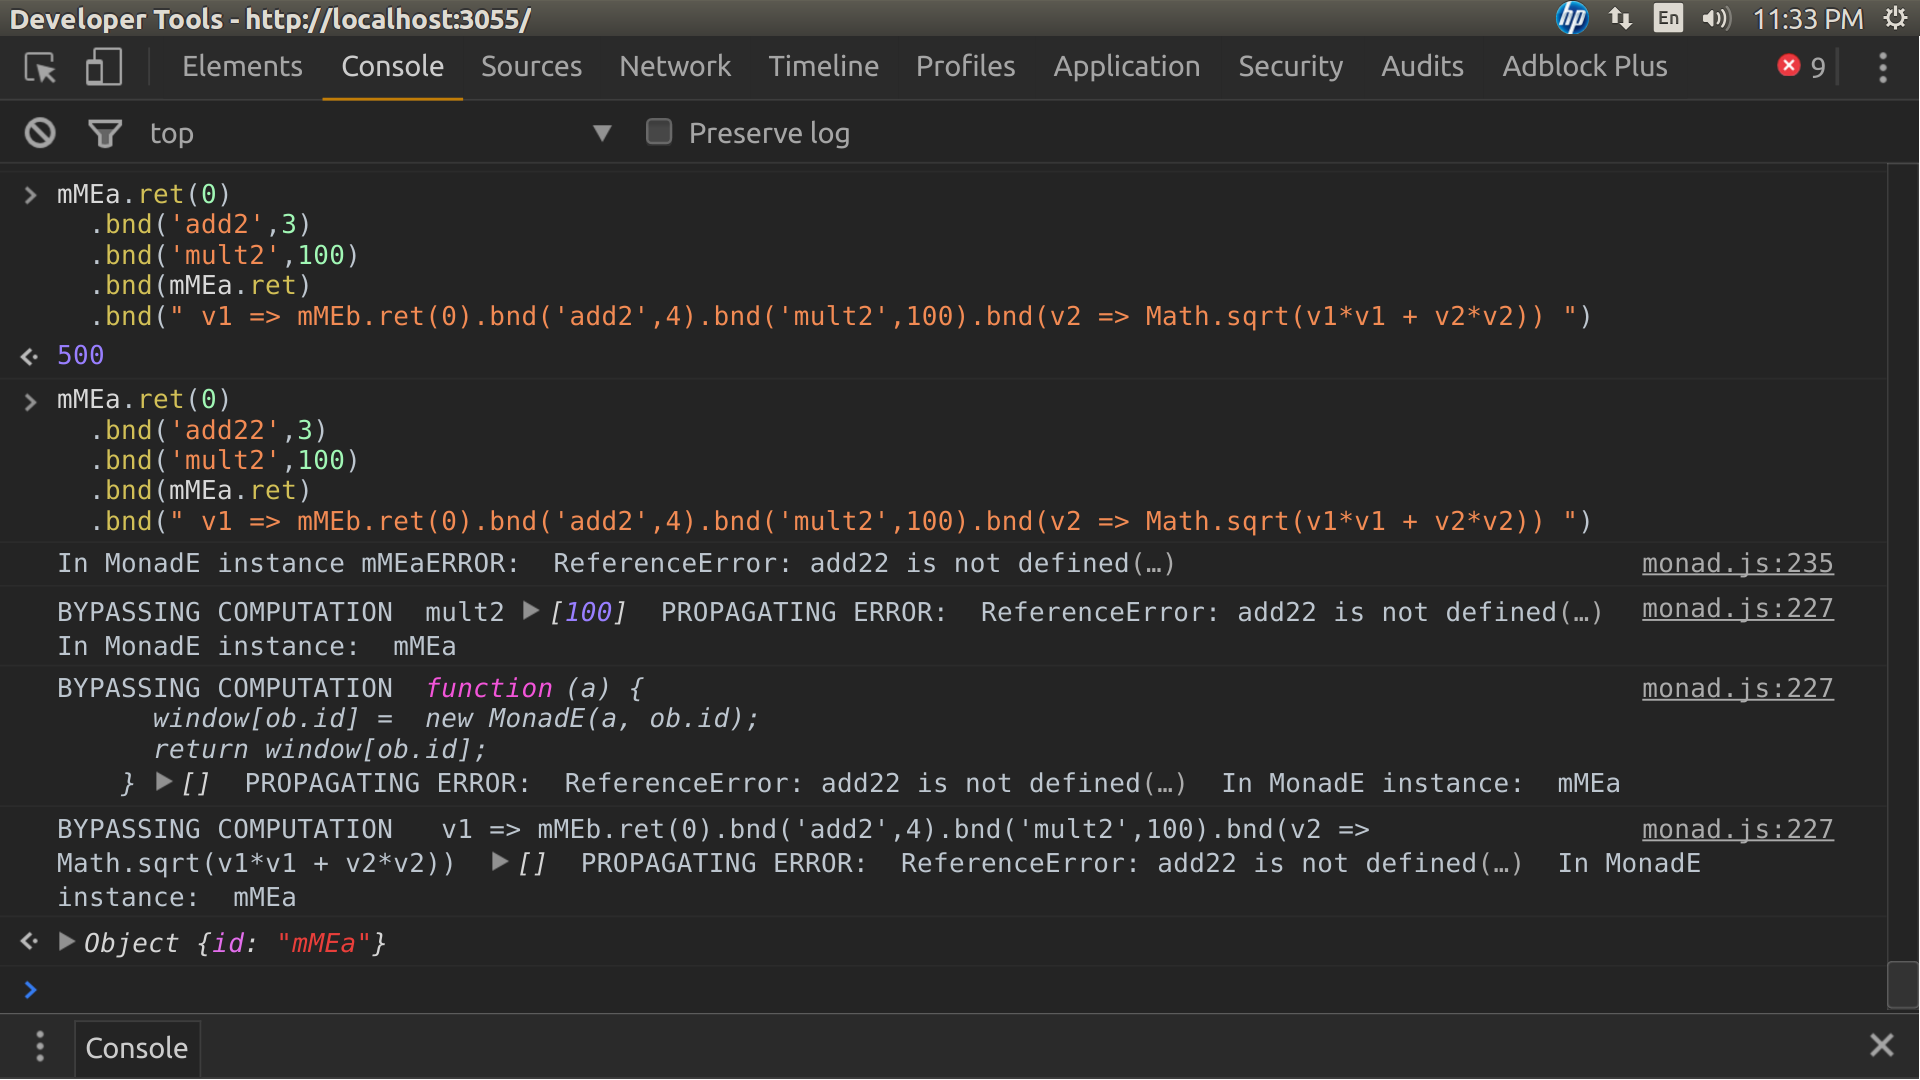 Developer Tools - http://localhost:3055/
hp En 11:33 PM
Elements Console Sources Network Timeline Profiles Application Security Audits Adblock Plus 9
top Preserve log
mMEa.ret(0)
.bnd('add2',3)
.bnd('mult2',100)
.bnd(mMEa.ret)
.bnd(" v1 => mMEb.ret(0).bnd('add2',4).bnd('mult2',100).bnd(v2 => Math.sqrt(v1*v1 + v2*v2)) ")
500
mMEa.ret(0)
.bnd('add22',3)
.bnd('mult2',100)
.bnd(mMEa.ret)
.bnd(" v1 => mMEb.ret(0).bnd('add2',4).bnd('mult2',100).bnd(v2 => Math.sqrt(v1*v1 + v2*v2)) ")
In MonadE instance mMEaERROR:  ReferenceError: add22 is not defined(…) monad.js:235
BYPASSING COMPUTATION  mult2 ▶ [100]  PROPAGATING ERROR:  ReferenceError: add22 is not defined(…) monad.js:227
In MonadE instance:  mMEa
BYPASSING COMPUTATION  function (a) { monad.js:227
window[ob.id] =  new MonadE(a, ob.id);
return window[ob.id];
} ▶ []  PROPAGATING ERROR:  ReferenceError: add22 is not defined(…)  In MonadE instance:  mMEa
BYPASSING COMPUTATION   v1 => mMEb.ret(0).bnd('add2',4).bnd('mult2',100).bnd(v2 => monad.js:227
Math.sqrt(v1*v1 + v2*v2))  ▶ []  PROPAGATING ERROR:  ReferenceError: add22 is not defined(…)  In MonadE
instance:  mMEa
▶ Object {id: "mMEa"}
Console